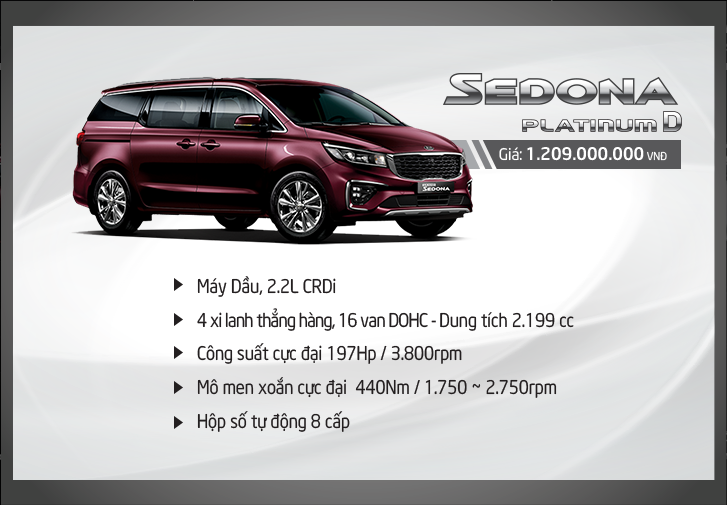 SEDONA
PLATINUM D
Giá: 1.209.000.000 VND
SEDONA
Máy Dầu, 2.2L CRDi
4 xi lanh thẳng hàng, 16 van DOHC - Dung tích 2.199 cc
Công suất cực đại 197Hp / 3.800rpm
Mô men xoắn cực đại 440Nm / 1.750 ~ 2.750rpm
Hộp số tự động 8 cấp